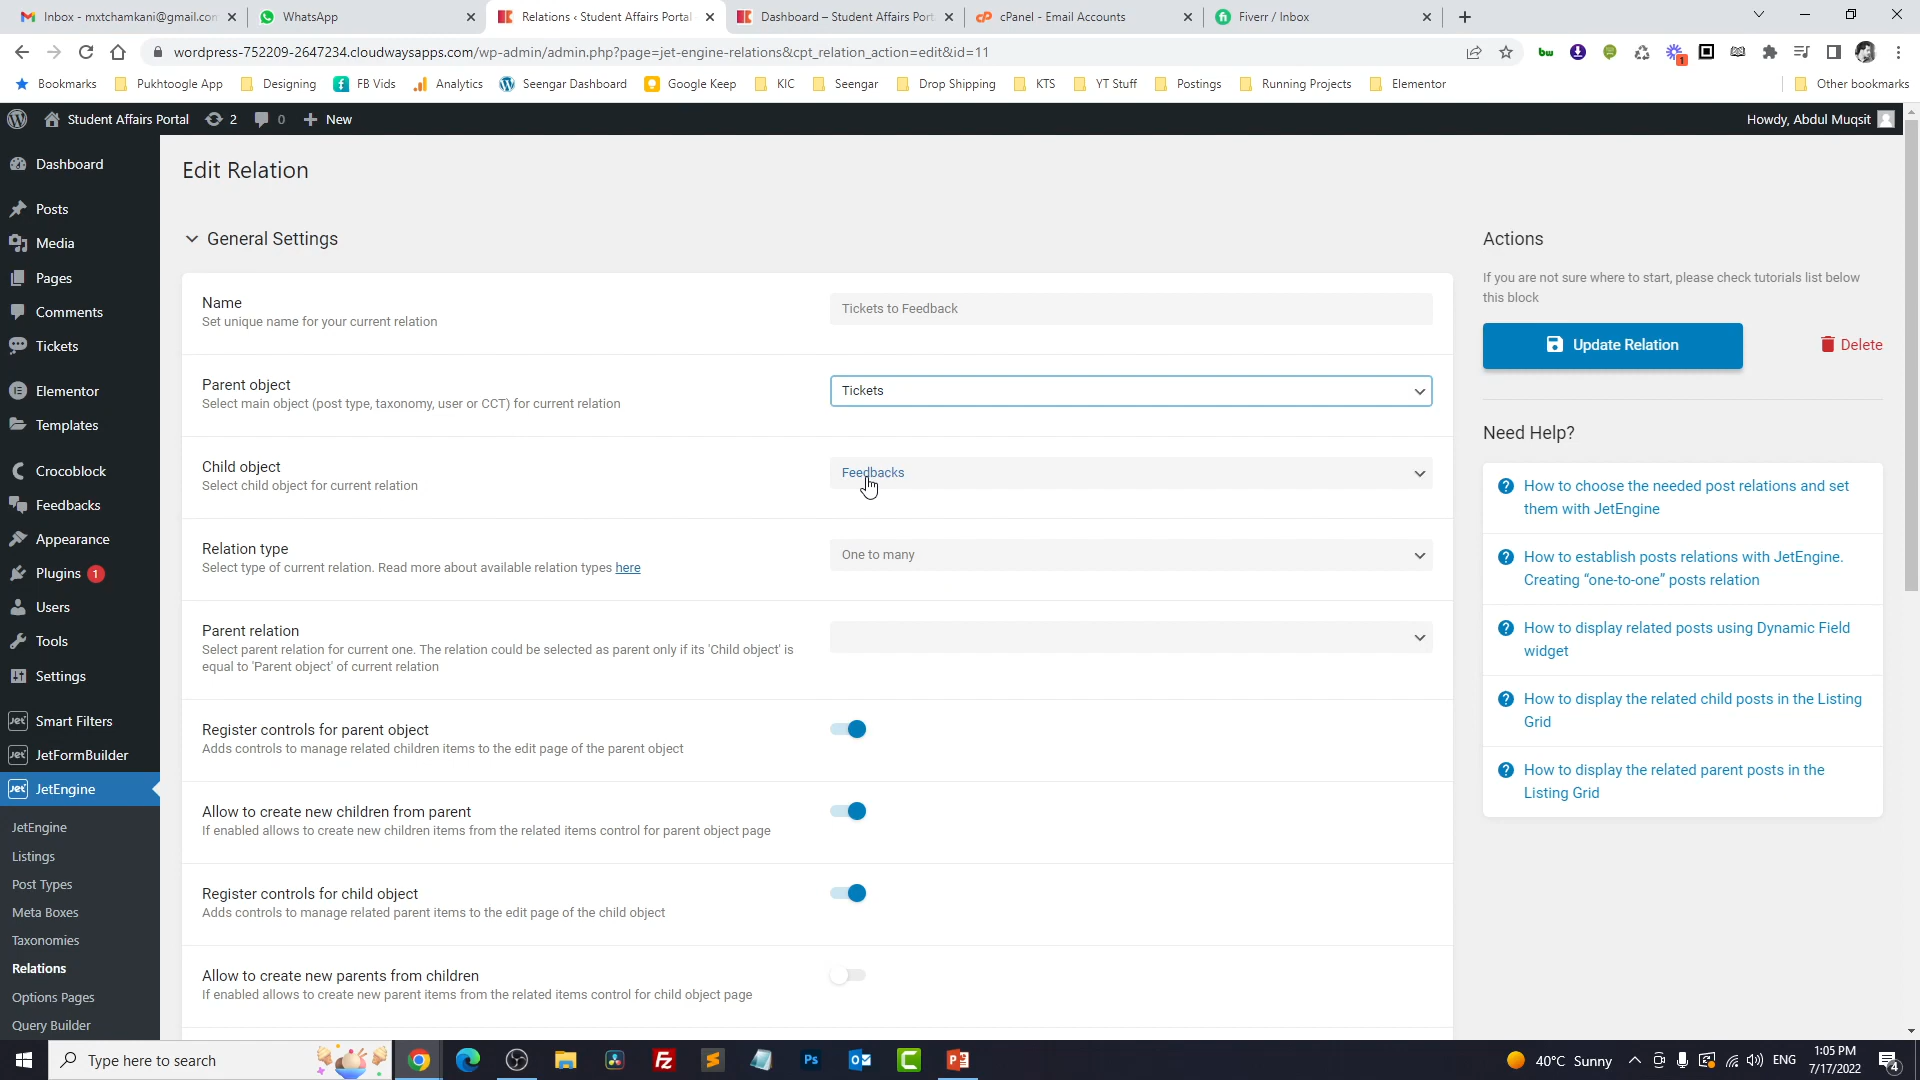 Inbox - mxtchamkani@gmail.con
WhatsApp
Relations ‹ Student Affairs Portal
Dashboard – Student Affairs Port
cPanel - Email Accounts
Fiverr / Inbox
wordpress-752209-2647234.cloudwaysapps.com/wp-admin/admin.php?page=jet-engine-relations&cpt_relation_action=edit&id=11
Bookmarks
Pukhtoogle App
Designing
FB Vids
Analytics
Seengar Dashboard
Google Keep
KIC
Seengar
Drop Shipping
KTS
YT Stuff
Postings
Running Projects
Elementor
Other bookmarks
Student Affairs Portal
2
0
New
Howdy, Abdul Muqsit
Dashboard
Posts
Media
Pages
Comments
Tickets
Elementor
Templates
Crocoblock
Feedbacks
Appearance
Plugins 1
Users
Tools
Settings
Smart Filters
JetFormBuilder
JetEngine
JetEngine
Listings
Post Types
Meta Boxes
Taxonomies
Relations
Options Pages
Query Builder
Edit Relation
General Settings
Name
Set unique name for your current relation
Tickets to Feedback
Parent object
Select main object (post type, taxonomy, user or CCT) for current relation
Tickets
Child object
Select child object for current relation
Feedbacks
Relation type
Select type of current relation. Read more about available relation types here
One to many
Parent relation
Select parent relation for current one. The relation could be selected as parent only if its 'Child object' is
equal to 'Parent object' of current relation
Register controls for parent object
Adds controls to manage related children items to the edit page of the parent object
Allow to create new children from parent
If enabled allows to create new children items from the related items control for parent object page
Register controls for child object
Adds controls to manage related parent items to the edit page of the child object
Allow to create new parents from children
If enabled allows to create new parent items from the related items control for child object page
Actions
If you are not sure where to start, please check tutorials list below
this block
Update Relation
Delete
Need Help?
How to choose the needed post relations and set
them with JetEngine
How to establish posts relations with JetEngine.
Creating “one-to-one” posts relation
How to display related posts using Dynamic Field
widget
How to display the related child posts in the Listing
Grid
How to display the related parent posts in the
Listing Grid
Type here to search
40°C Sunny
ENG
1:05 PM
7/17/2022
4